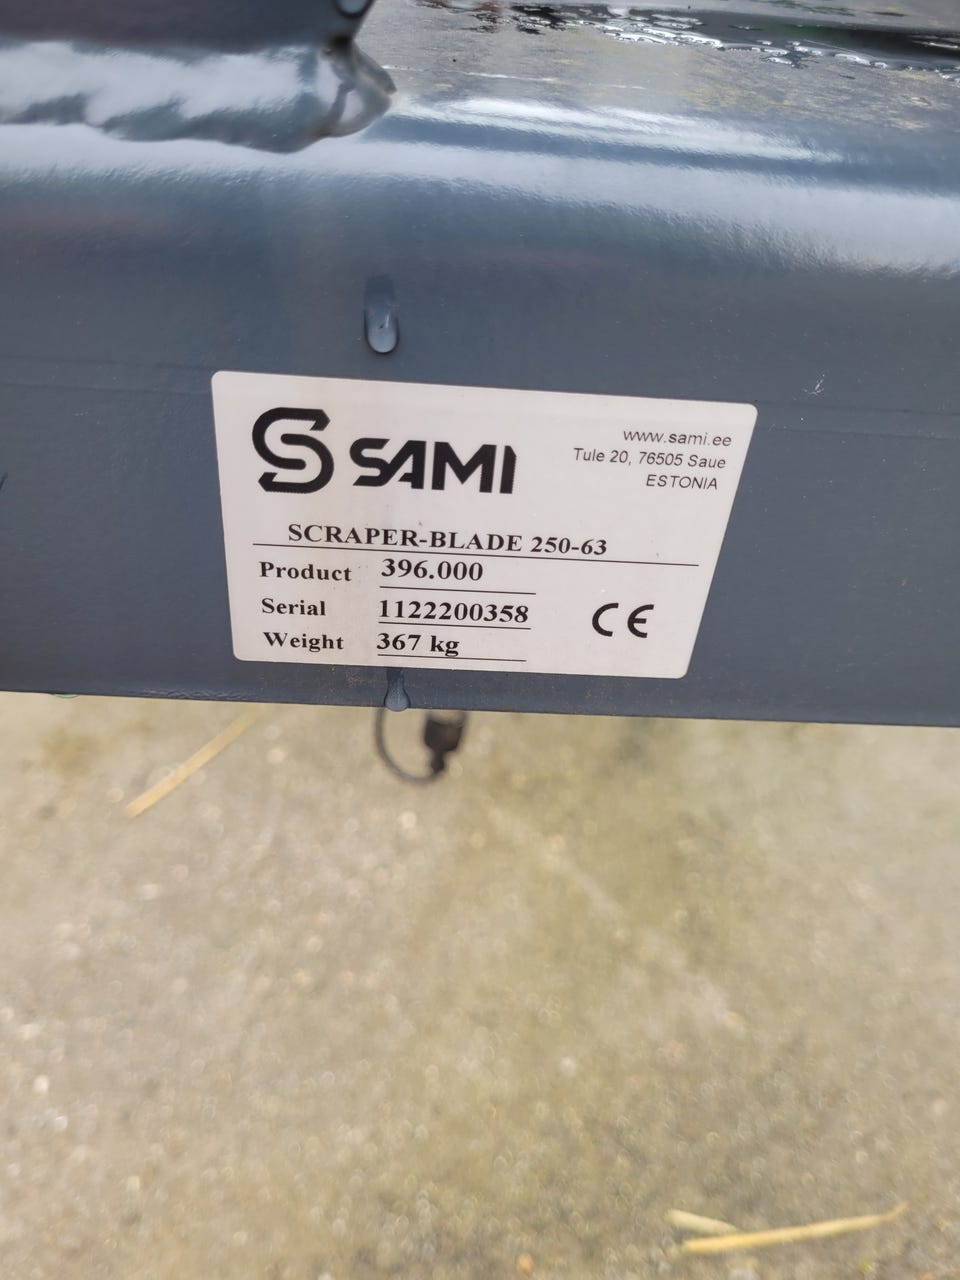 SAMI
www.sami.ee
Tule 20, 76505 Saue
ESTONIA
SCRAPER-BLADE 250-63
Product 396.000
Serial 1122200358
Weight 367 kg
CE